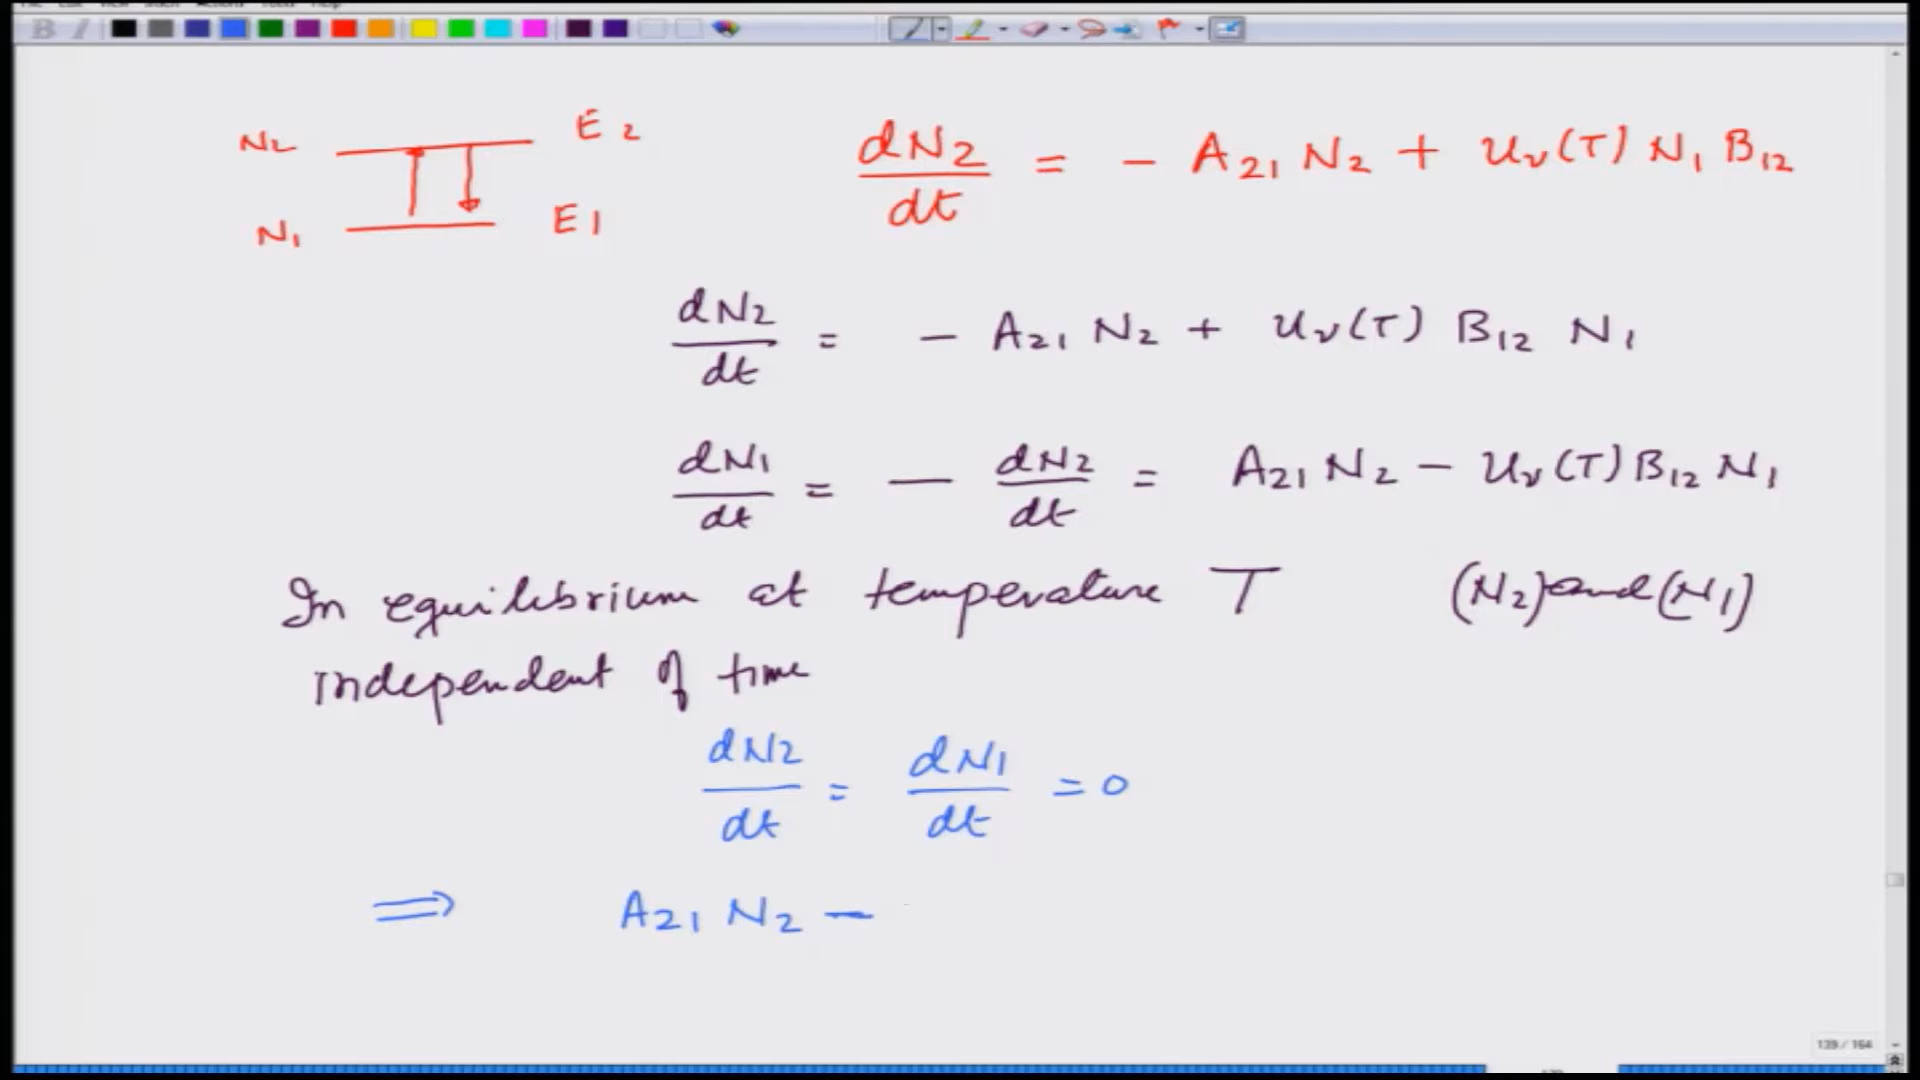 N₂ E₂
N₁ E1
dN₂/dt = - A₂₁ N₂ + uν(T) N₁ B₁₂
dN₂/dt = - A₂₁ N₂ + uν(T) B₁₂ N₁
dN₁/dt = - dN₂/dt = A₂₁ N₂ - uν(T) B₁₂ N₁
In equilibrium at temperature T (N₂) and (N₁)
independent of time
dN₂/dt = dN₁/dt = 0
⇒ A₂₁ N₂ -
139 / 164